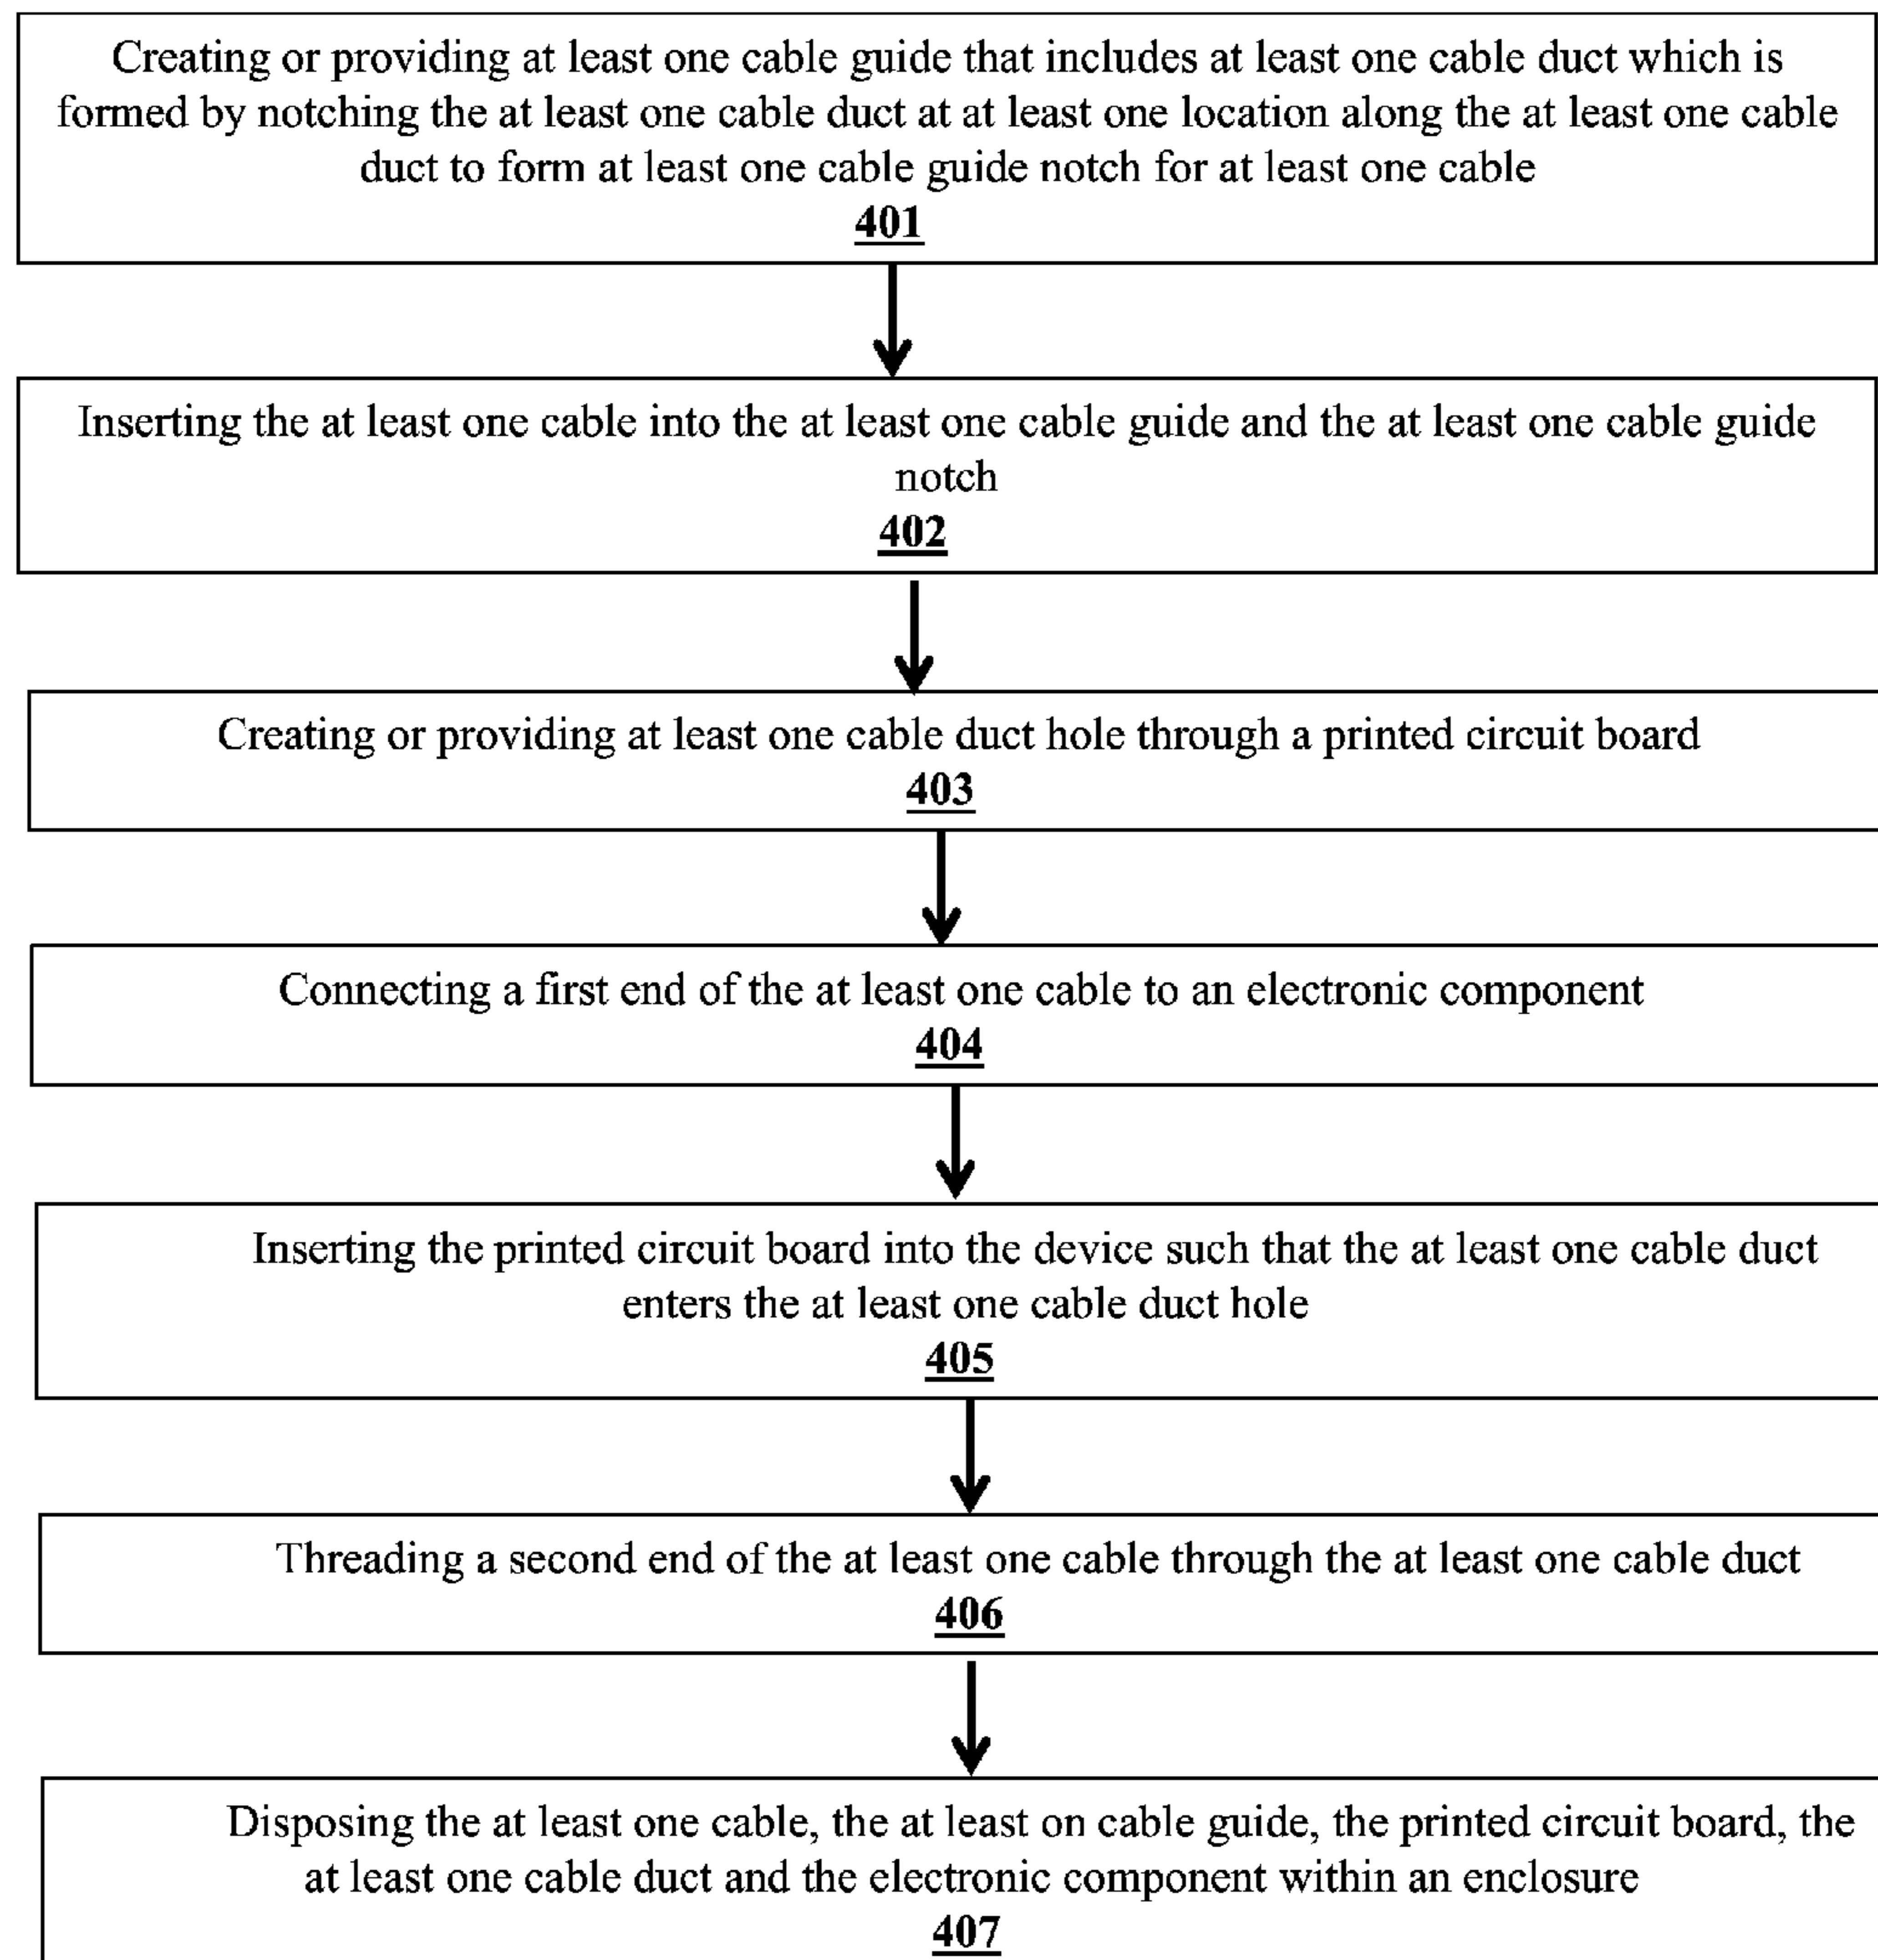 Creating or providing at least one cable guide that includes at least one cable duct which is
formed by notching the at least one cable duct at at least one location along the at least one cable
duct to form at least one cable guide notch for at least one cable
401
Inserting the at least one cable into the at least one cable guide and the at least one cable guide
notch
402
Creating or providing at least one cable duct hole through a printed circuit board
403
Connecting a first end of the at least one cable to an electronic component
404
Inserting the printed circuit board into the device such that the at least one cable duct
enters the at least one cable duct hole
405
Threading a second end of the at least one cable through the at least one cable duct
406
Disposing the at least one cable, the at least on cable guide, the printed circuit board, the
at least one cable duct and the electronic component within an enclosure
407